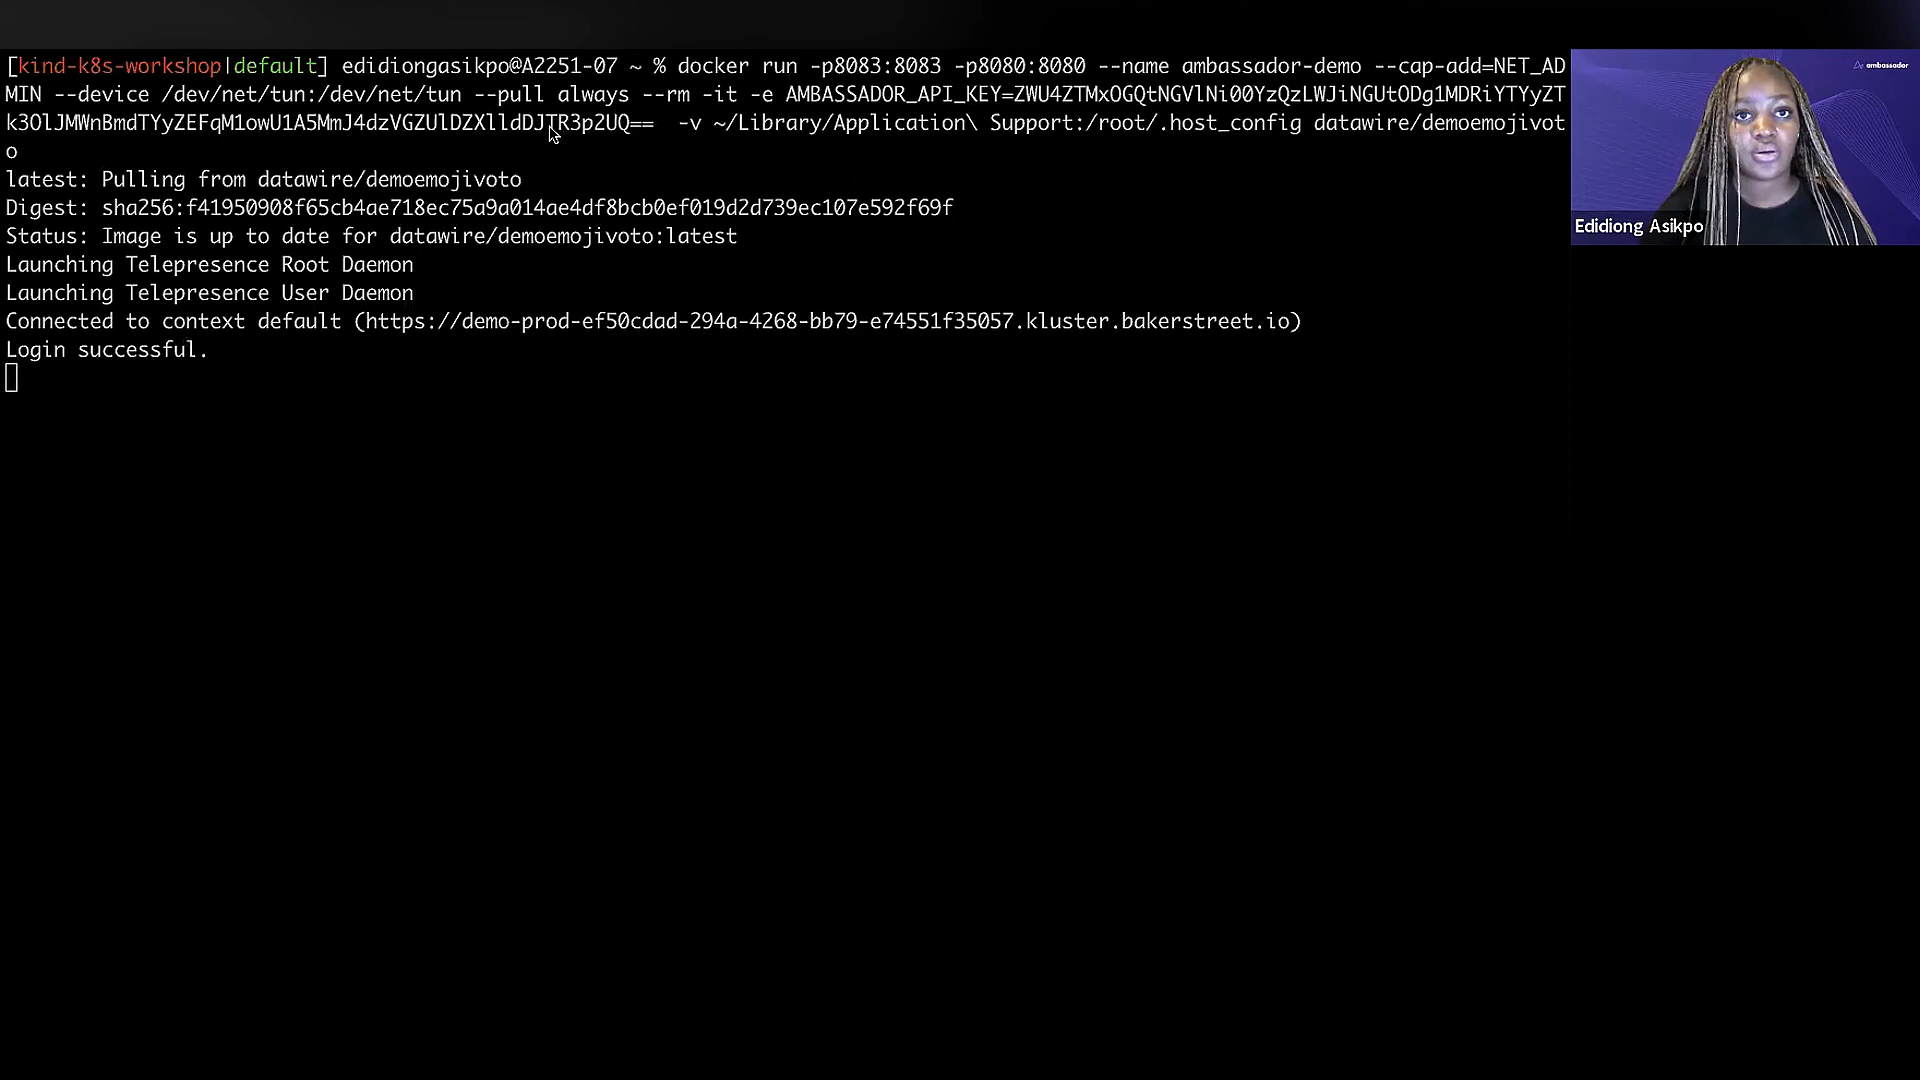 [kind-k8s-workshop|default] edidiongasikpo@A2251-07 ~ % docker run -p8083:8083 -p8080:8080 --name ambassador-demo --cap-add=NET_AD
MIN --device /dev/net/tun:/dev/net/tun --pull always --rm -it -e AMBASSADOR_API_KEY=ZWU4ZTMxOGQtNGVlNi00YzQzLWJiNGUtODg1MDRiYTYyZT
k3OlJMWnBmdTYyZEFqM1owU1A5MmJ4dzVGZUlDZXlldDJTR3p2UQ==  -v ~/Library/Application\ Support:/root/.host_config datawire/demoemojivot
o
latest: Pulling from datawire/demoemojivoto
Digest: sha256:f41950908f65cb4ae718ec75a9a014ae4df8bcb0ef019d2d739ec107e592f69f
Status: Image is up to date for datawire/demoemojivoto:latest
Launching Telepresence Root Daemon
Launching Telepresence User Daemon
Connected to context default (https://demo-prod-ef50cdad-294a-4268-bb79-e74551f35057.kluster.bakerstreet.io)
Login successful.
ambassador
Edidiong Asikpo